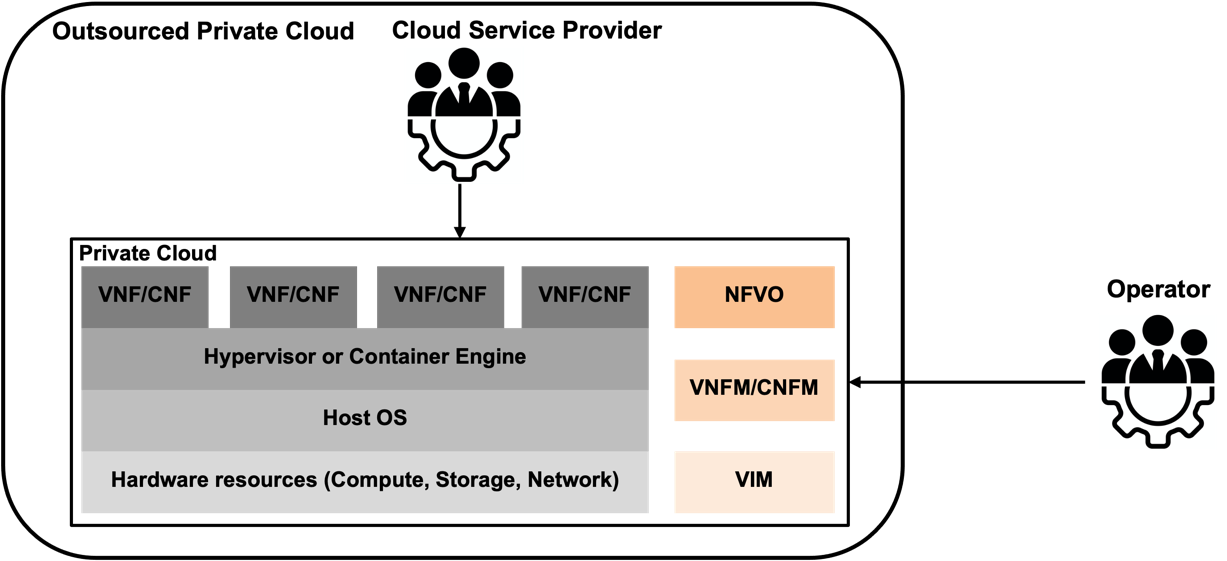 Outsourced Private Cloud
Cloud Service Provider
Private Cloud
VNF/CNF
VNF/CNF
VNF/CNF
VNF/CNF
NFVO
Hypervisor or Container Engine
VNFM/CNFM
Host OS
Hardware resources (Compute, Storage, Network)
VIM
Operator